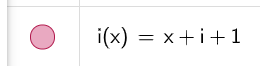 i(x) = x + i + 1